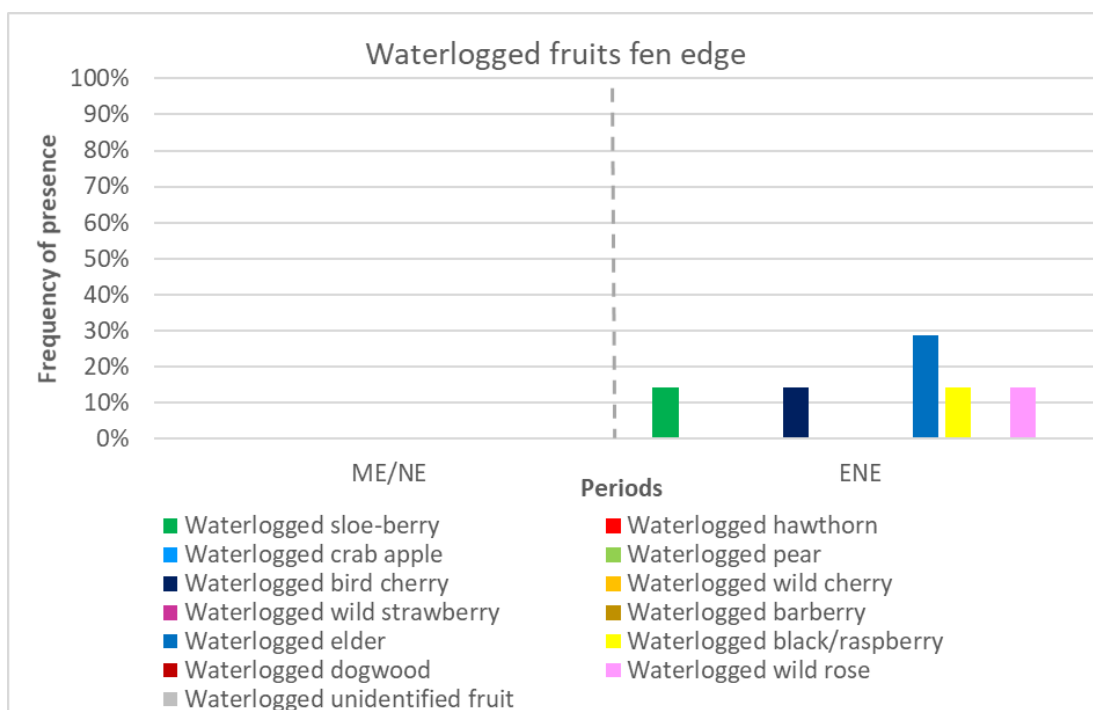 Waterlogged fruits fen edge
100%
90%
80%
70%
60%
50%
40%
30%
20%
10%
0%
Frequency of presence
ME/NE
ENE
Periods
Waterlogged sloe-berry
Waterlogged hawthorn
Waterlogged crab apple
Waterlogged pear
Waterlogged bird cherry
Waterlogged wild cherry
Waterlogged wild strawberry
Waterlogged barberry
Waterlogged elder
Waterlogged black/raspberry
Waterlogged dogwood
Waterlogged wild rose
Waterlogged unidentified fruit